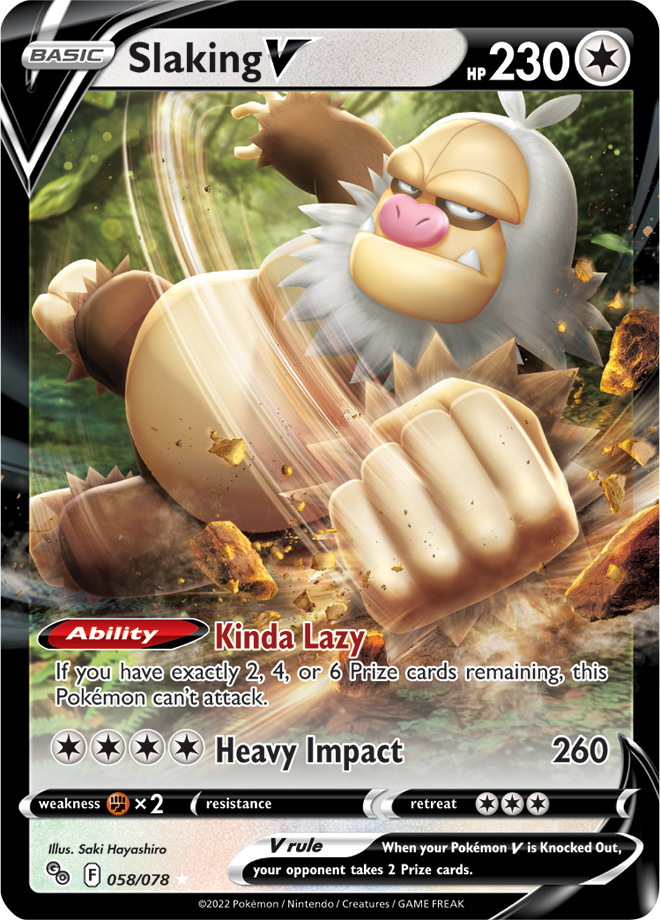 BASIC Slaking V HP 230
Ability Kinda Lazy
If you have exactly 2, 4, or 6 Prize cards remaining, this
Pokémon can't attack.
Heavy Impact 260
weakness ×2 resistance retreat
Illus. Saki Hayashiro
V rule When your Pokémon V is Knocked Out,
your opponent takes 2 Prize cards.
GO F 058/078
©2022 Pokémon / Nintendo / Creatures / GAME FREAK